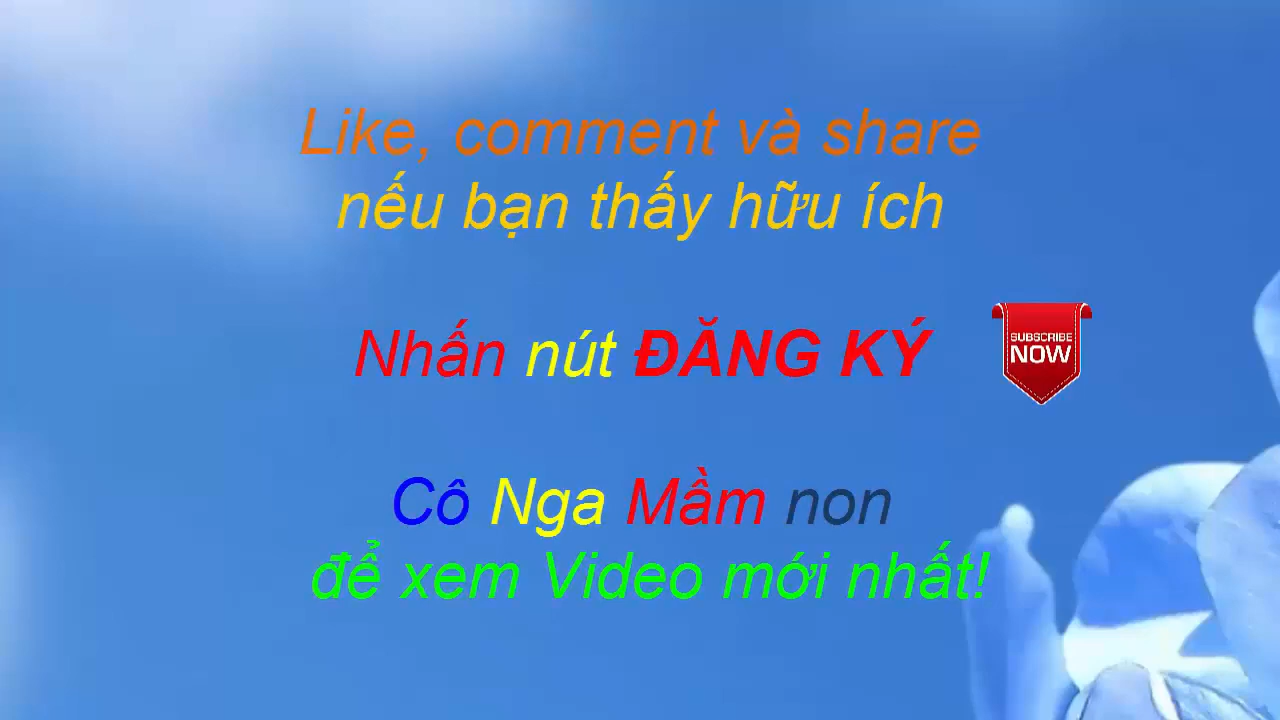 Like, comment và share
nếu bạn thấy hữu ích
Nhấn nút ĐĂNG KÝ
SUBSCRIBE
NOW
Cô Nga Mầm non
để xem Video mới nhất!